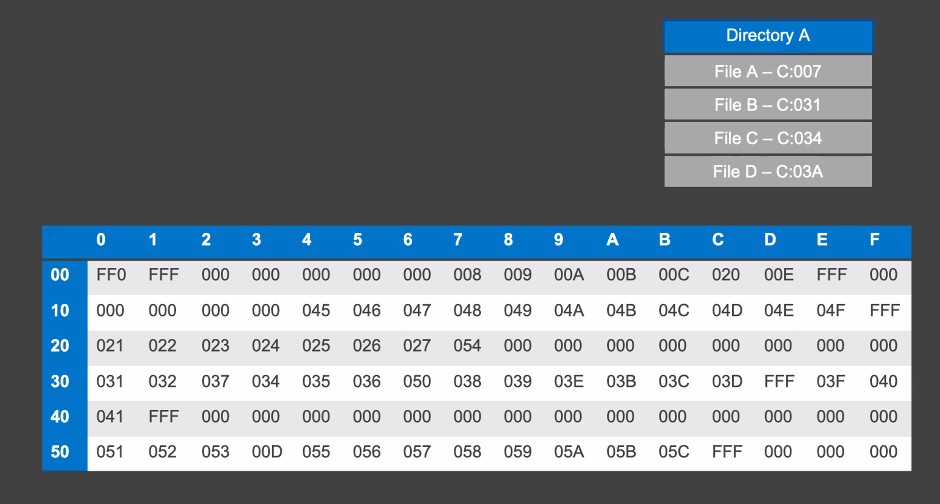 Directory A
File A – C:007
File B – C:031
File C – C:034
File D – C:03A
0 1 2 3 4 5 6 7 8 9 A B C D E F
00 FF0 FFF 000 000 000 000 000 008 009 00A 00B 00C 020 00E FFF 000
10 000 000 000 000 045 046 047 048 049 04A 04B 04C 04D 04E 04F FFF
20 021 022 023 024 025 026 027 054 000 000 000 000 000 000 000 000
30 031 032 037 034 035 036 050 038 039 03E 03B 03C 03D FFF 03F 040
40 041 FFF 000 000 000 000 000 000 000 000 000 000 000 000 000 000
50 051 052 053 00D 055 056 057 058 059 05A 05B 05C FFF 000 000 000